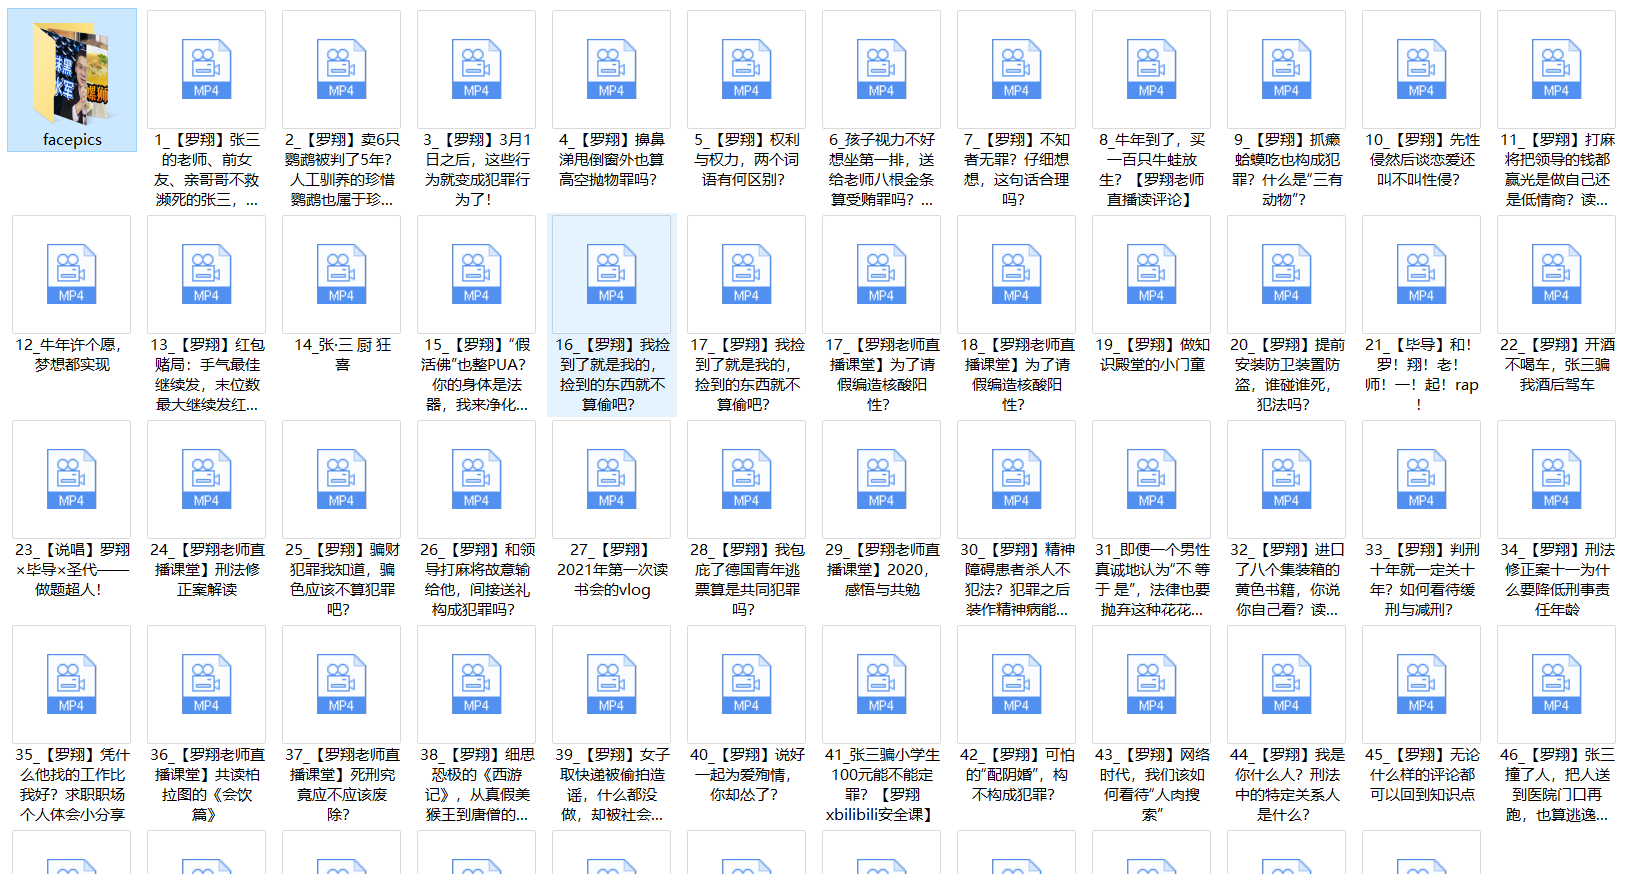 抹黑
水军
MP4
MP4
MP4
MP4
MP4
MP4
MP4
MP4
MP4
MP4
MP4
facepics
1_【罗翔】张三
的老师、前女
友、亲哥哥不救
濒死的张三，...
2_【罗翔】卖6只
鹦鹉被判了5年？
人工驯养的珍惜
鹦鹉也属于珍...
3_【罗翔】3月1
日之后，这些行
为就变成犯罪行
为了！
4_【罗翔】擤鼻
涕甩倒窗外也算
高空抛物罪吗？
5_【罗翔】权利
与权力，两个词
语有何区别？
6_孩子视力不好
想坐第一排，送
给老师八根金条
算受贿罪吗？...
7_【罗翔】不知
者无罪？仔细想
想，这句话合理
吗？
8_牛年到了，买
一百只牛蛙放
生？【罗翔老师
直播读评论】
9_【罗翔】抓癞
蛤蟆吃也构成犯
罪？什么是“三有
动物”？
10_【罗翔】先性
侵然后谈恋爱还
叫不叫性侵？
11_【罗翔】打麻
将把领导的钱都
赢光是做自己还
是低情商？读...
MP4
MP4
MP4
MP4
MP4
MP4
MP4
MP4
MP4
MP4
MP4
MP4
12_牛年许个愿，
梦想都实现
13_【罗翔】红包
赌局：手气最佳
继续发，末位数
最大继续发红...
14_张·三 厨 狂
喜
15_【罗翔】“假
活佛”也整PUA？
你的身体是法
器，我来净化...
16_【罗翔】我捡
到了就是我的，
捡到的东西就不
算偷吧？
17_【罗翔】我捡
到了就是我的，
捡到的东西就不
算偷吧？
17_【罗翔老师直
播课堂】为了请
假编造核酸阳
性？
18_【罗翔老师直
播课堂】为了请
假编造核酸阳
性？
19_【罗翔】做知
识殿堂的小门童
20_【罗翔】提前
安装防卫装置防
盗，谁碰谁死，
犯法吗？
21_【毕导】和！
罗！翔！老！
师！一！起！rap
！
22_【罗翔】开酒
不喝车，张三骗
我酒后驾车
MP4
MP4
MP4
MP4
MP4
MP4
MP4
MP4
MP4
MP4
MP4
MP4
23_【说唱】罗翔
×毕导×圣代——
做题超人！
24_【罗翔老师直
播课堂】刑法修
正案解读
25_【罗翔】骗财
犯罪我知道，骗
色应该不算犯罪
吧？
26_【罗翔】和领
导打麻将故意输
给他，间接送礼
构成犯罪吗？
27_【罗翔】
2021年第一次读
书会的vlog
28_【罗翔】我包
庇了德国青年逃
票算是共同犯罪
吗？
29_【罗翔老师直
播课堂】2020，
感悟与共勉
30_【罗翔】精神
障碍患者杀人不
犯法？犯罪之后
装作精神病能...
31_即便一个男性
真诚地认为“不 等
于 是”，法律也要
抛弃这种花花...
32_【罗翔】进口
了八个集装箱的
黄色书籍，你说
你自己看？读...
33_【罗翔】判刑
十年就一定关十
年？如何看待缓
刑与减刑？
34_【罗翔】刑法
修正案十一为什
么要降低刑事责
任年龄
MP4
MP4
MP4
MP4
MP4
MP4
MP4
MP4
MP4
MP4
MP4
MP4
35_【罗翔】凭什
么他找的工作比
我好？求职职场
个人体会小分享
36_【罗翔老师直
播课堂】共读柏
拉图的《会饮
篇》
37_【罗翔老师直
播课堂】死刑究
竟应不应该废
除？
38_【罗翔】细思
恐极的《西游
记》，从真假美
猴王到唐僧的...
39_【罗翔】女子
取快递被偷拍造
谣，什么都没
做，却被社会...
40_【罗翔】说好
一起为爱殉情，
你却怂了？
41_张三骗小学生
100元能不能定
罪？【罗翔
xbilibili安全课】
42_【罗翔】可怕
的“配阴婚”，构
不构成犯罪？
43_【罗翔】网络
时代，我们该如
何看待“人肉搜
索”
44_【罗翔】我是
你什么人？刑法
中的特定关系人
是什么？
45_【罗翔】无论
什么样的评论都
可以回到知识点
46_【罗翔】张三
撞了人，把人送
到医院门口再
跑，也算逃逸...